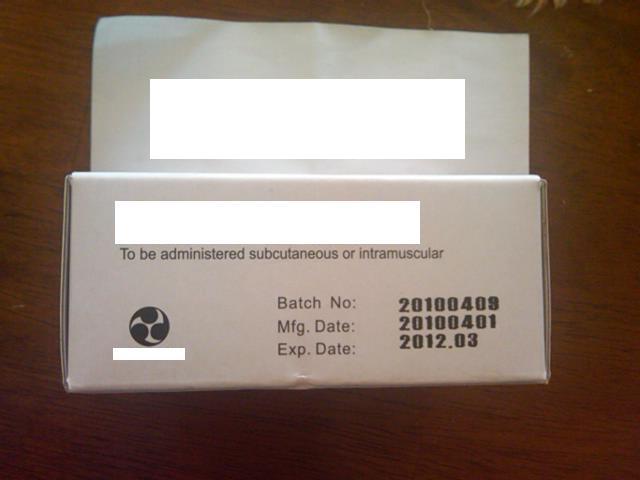 To be administered subcutaneous or intramuscular
Batch No: 20100409
Mfg. Date: 20100401
Exp. Date: 2012.03